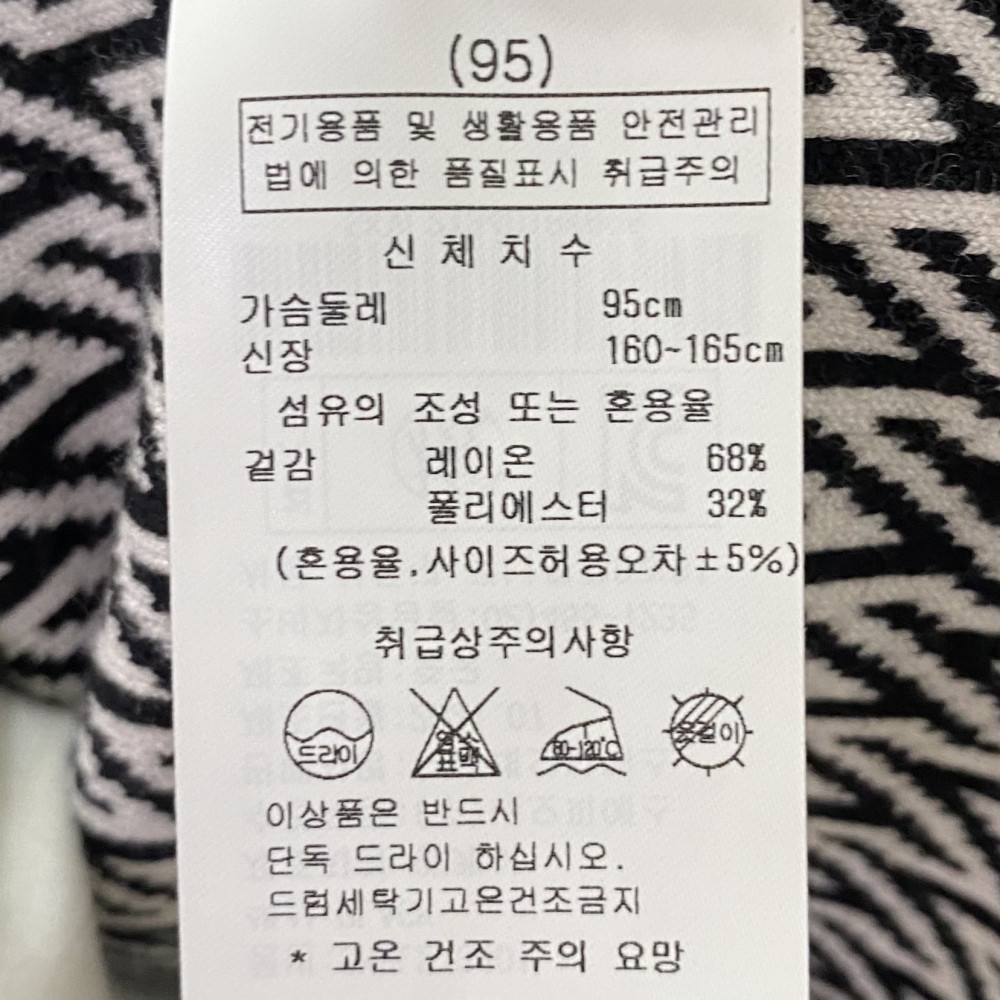 (95)
전기용품 및 생활용품 안전관리
법에 의한 품질표시 취급주의
신체치수
가슴둘레 95cm
신장 160~165cm
섬유의 조성 또는 혼용율
겉감 레이온 68%
폴리에스터 32%
(혼용율.사이즈허용오차±5%)
취급상주의사항
드라이 염소 표백 80-120℃ 옷걸이
이상품은 반드시
단독 드라이 하십시오.
드럼세탁기고온건조금지
* 고온 건조 주의 요망